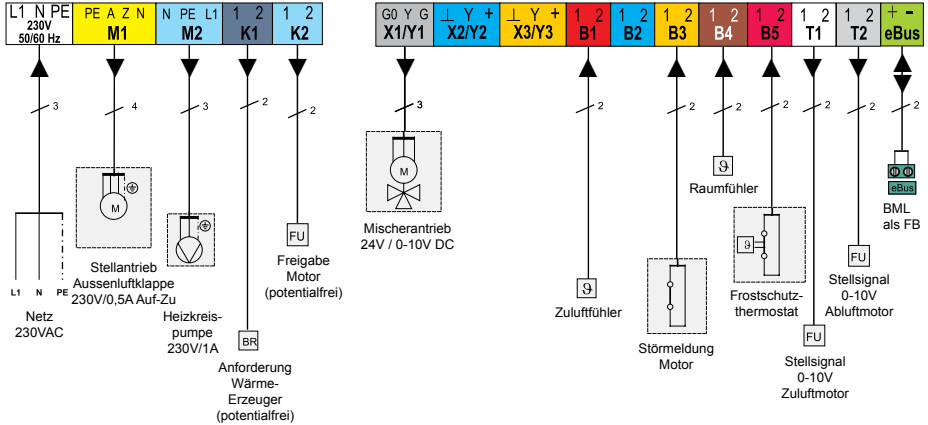 L1 N PE
230V
50/60 Hz
PE A Z N
M1
N PE L1
M2
1 2
K1
1 2
K2
G0 Y G
X1/Y1
⊥ Y +
X2/Y2
⊥ Y +
X3/Y3
1 2
B1
1 2
B2
1 2
B3
1 2
B4
1 2
B5
1 2
T1
1 2
T2
+ -
eBus
3
4
3
2
2
3
2
2
2
2
2
2
2
M
M
L1 N PE
Netz
230VAC
Stellantrieb
Aussenluftklappe
230V/0,5A Auf-Zu
Heizkreis-
pumpe
230V/1A
BR
Anforderung
Wärme-
Erzeuger
(potentialfrei)
FU
Freigabe
Motor
(potentialfrei)
Mischerantrieb
24V / 0-10V DC
ϑ
Zuluftfühler
Störmeldung
Motor
ϑ
Raumfühler
ϑ
Frostschutz-
thermostat
FU
Stellsignal
0-10V
Zuluftmotor
FU
Stellsignal
0-10V
Abluftmotor
eBus
BML
als FB